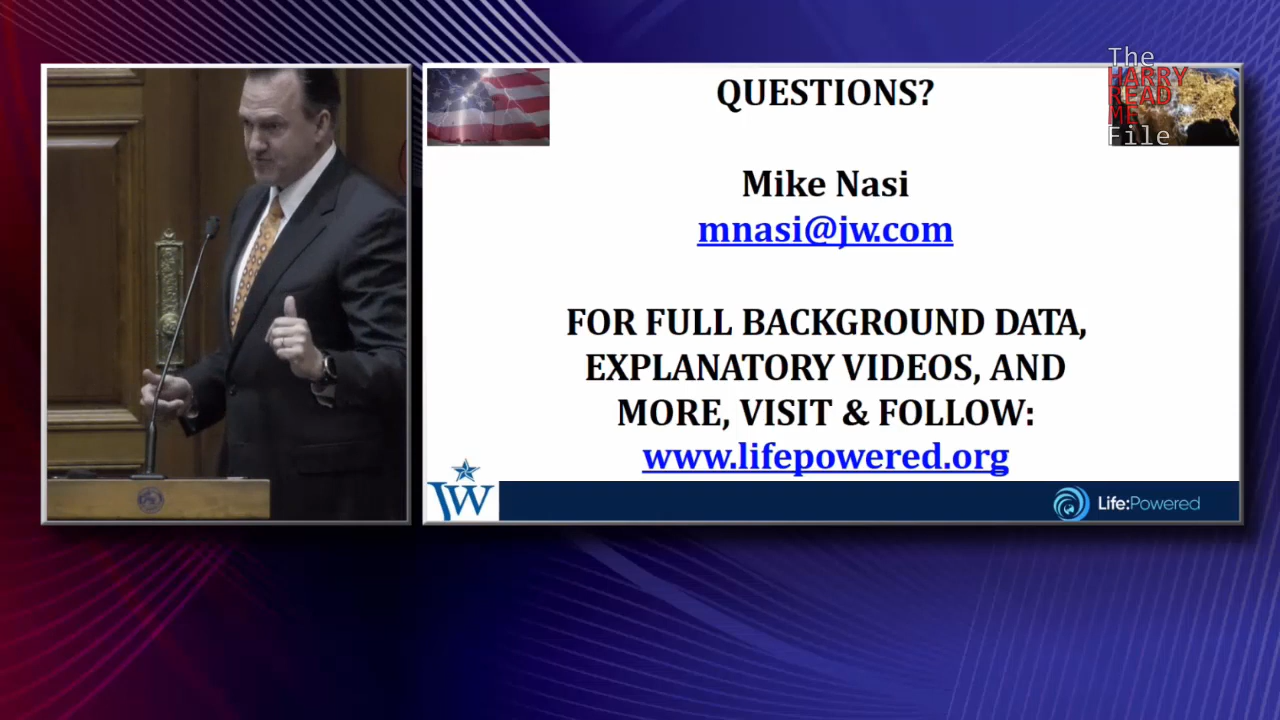 The
HARRY
READ
ME
File
QUESTIONS?
Mike Nasi
mnasi@jw.com
FOR FULL BACKGROUND DATA,
EXPLANATORY VIDEOS, AND
MORE, VISIT & FOLLOW:
www.lifepowered.org
JW
Life:Powered